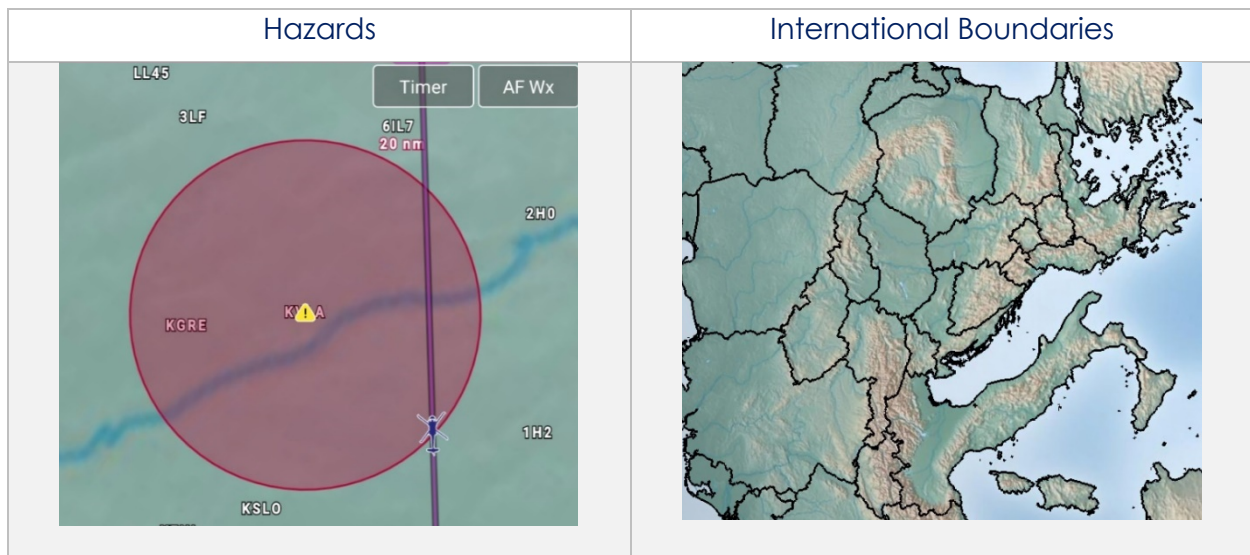 Hazards
International Boundaries
LL45
Timer
AF Wx
3LF
6IL7
20 nm
2H0
KGRE
1H2
KSLO